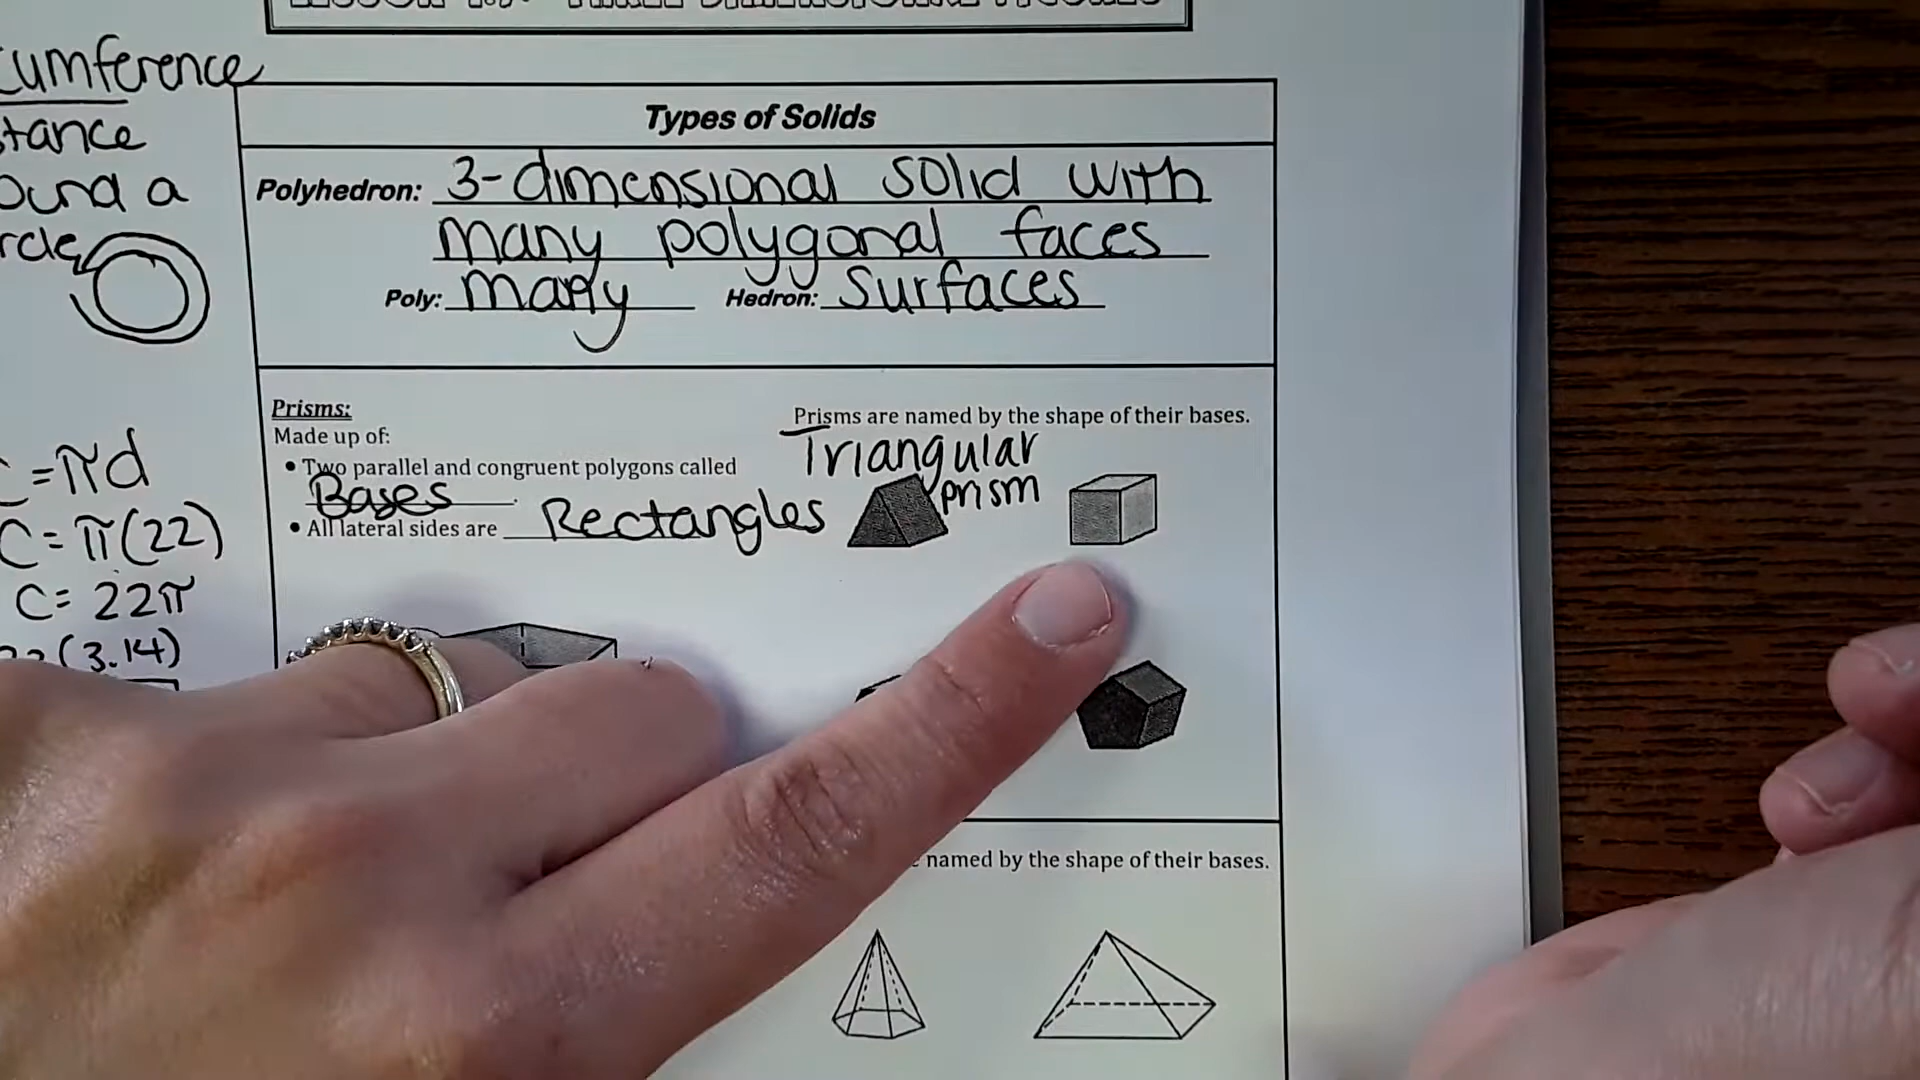 cumference
stance
ound a
rcle
C = πd
C = π(22)
C = 22π
(3.14)
Types of Solids
Polyhedron: 3-dimensional solid with
many polygonal faces
Poly: many Hedron: surfaces
Prisms:
Made up of:
• Two parallel and congruent polygons called
Bases
• All lateral sides are Rectangles
Prisms are named by the shape of their bases.
Triangular
prism
named by the shape of their bases.